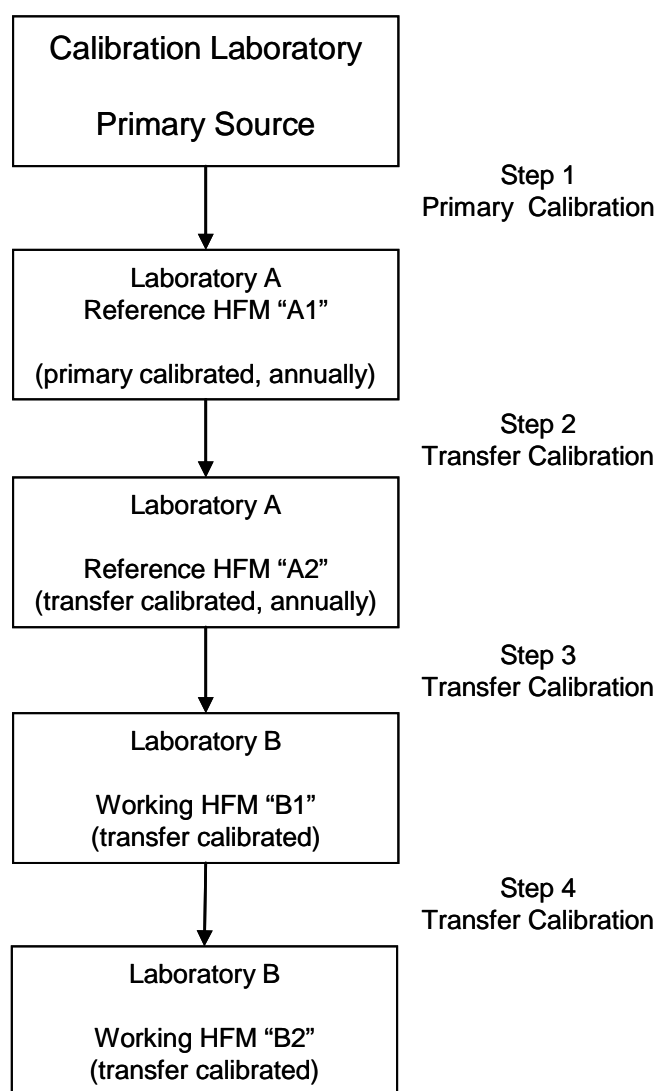 Calibration Laboratory
Primary Source
Step 1
Primary Calibration
Laboratory A
Reference HFM “A1”
(primary calibrated, annually)
Step 2
Transfer Calibration
Laboratory A
Reference HFM “A2”
(transfer calibrated, annually)
Step 3
Transfer Calibration
Laboratory B
Working HFM “B1”
(transfer calibrated)
Step 4
Transfer Calibration
Laboratory B
Working HFM “B2”
(transfer calibrated)